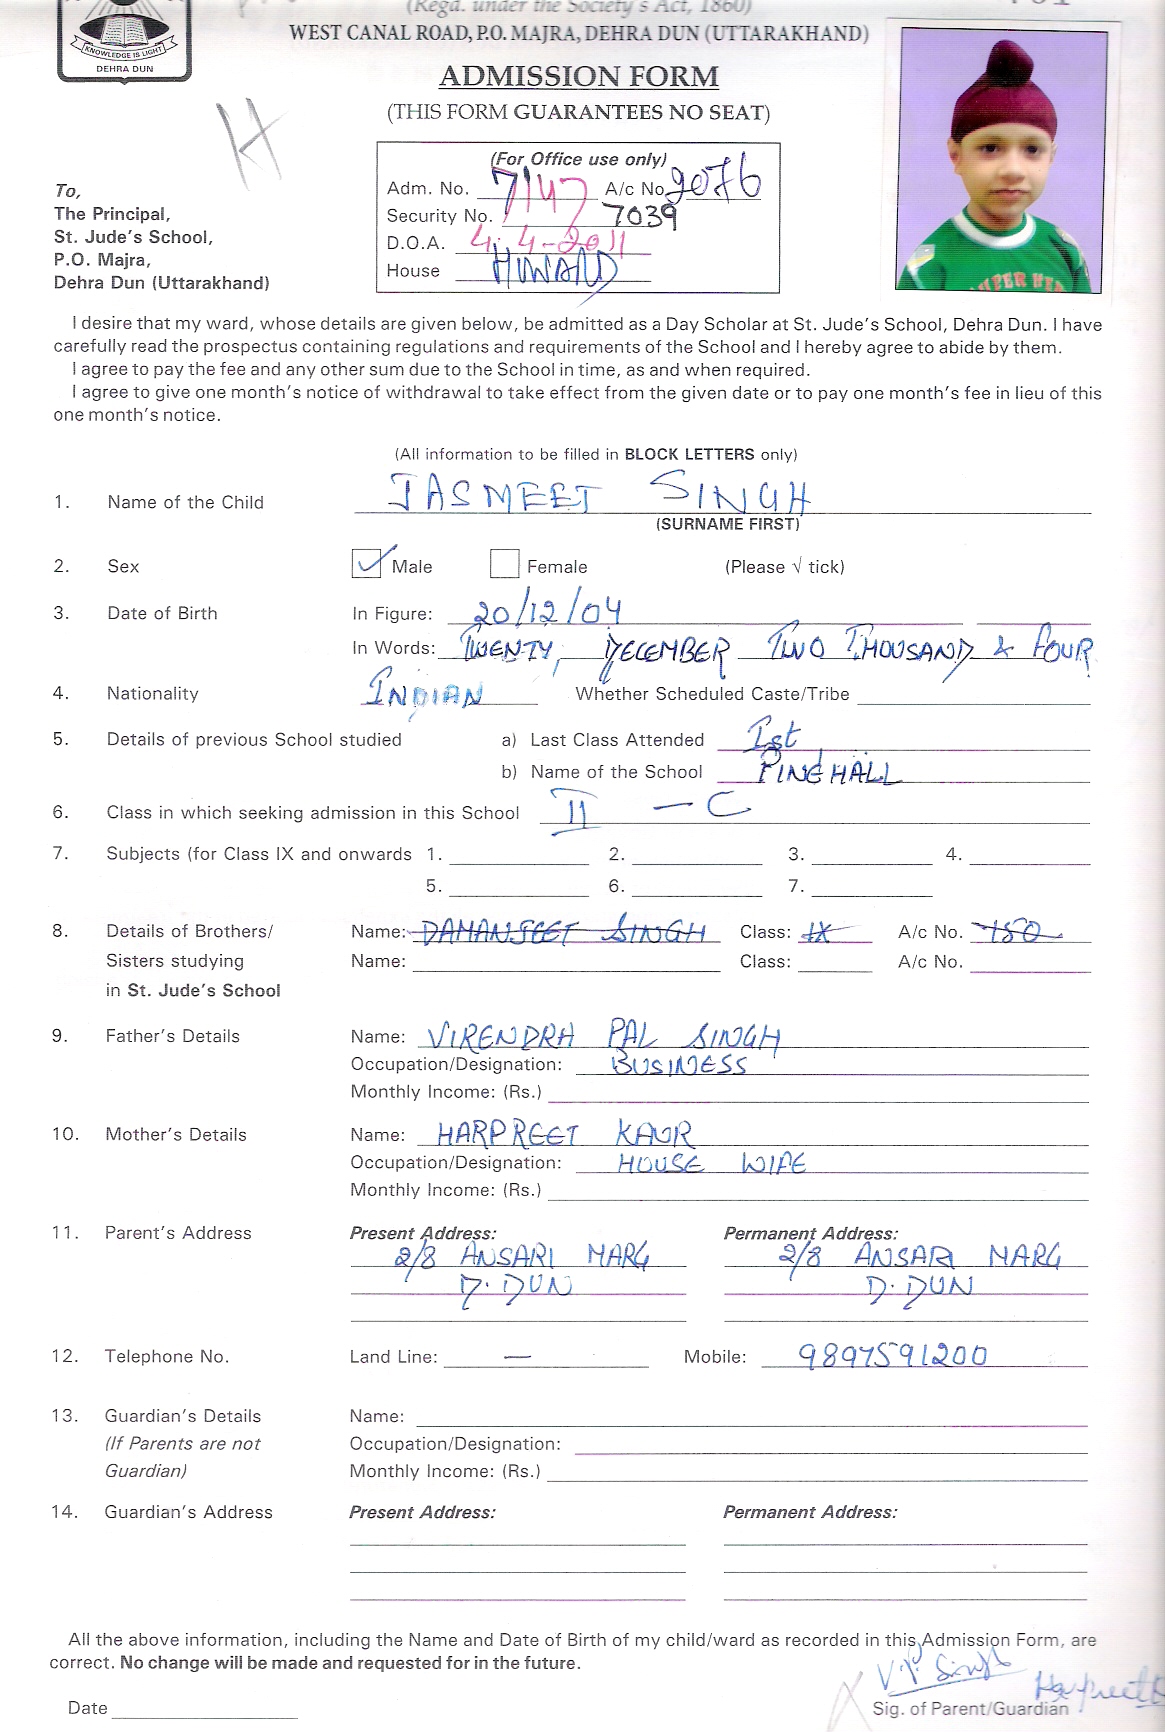 (Regd. under the Society's Act, 1860)
WEST CANAL ROAD, P.O. MAJRA, DEHRA DUN (UTTARAKHAND)
KNOWLEDGE IS LIGHT
DEHRA DUN
ADMISSION FORM
(THIS FORM GUARANTEES NO SEAT)
H
(For Office use only)
Adm. No. 7147 A/c No. 9076
Security No. 7039
D.O.A. 4-4-2011
House
To,
The Principal,
St. Jude's School,
P.O. Majra,
Dehra Dun (Uttarakhand)
I desire that my ward, whose details are given below, be admitted as a Day Scholar at St. Jude's School, Dehra Dun. I have
carefully read the prospectus containing regulations and requirements of the School and I hereby agree to abide by them.
I agree to pay the fee and any other sum due to the School in time, as and when required.
I agree to give one month's notice of withdrawal to take effect from the given date or to pay one month's fee in lieu of this
one month's notice.
(All information to be filled in BLOCK LETTERS only)
1. Name of the Child JASMEET SINGH
(SURNAME FIRST)
2. Sex ✓ Male Female (Please √ tick)
3. Date of Birth In Figure: 20/12/04
In Words: TWENTY, DECEMBER TWO THOUSAND & FOUR
4. Nationality INDIAN Whether Scheduled Caste/Tribe
5. Details of previous School studied a) Last Class Attended Ist
b) Name of the School PINE HALL
6. Class in which seeking admission in this School II - C
7. Subjects (for Class IX and onwards 1. 2. 3. 4.
5. 6. 7.
8. Details of Brothers/ Name: DAMANJEET SINGH Class: IX A/c No. 750
Sisters studying Name: Class: A/c No.
in St. Jude's School
9. Father's Details Name: VIRENDRA PAL SINGH
Occupation/Designation: BUSINESS
Monthly Income: (Rs.)
10. Mother's Details Name: HARPREET KAUR
Occupation/Designation: HOUSE WIFE
Monthly Income: (Rs.)
11. Parent's Address Present Address: Permanent Address:
2/8 ANSARI MARG 2/8 ANSARI MARG
D. DUN D. DUN
12. Telephone No. Land Line: — Mobile: 9897591200
13. Guardian's Details Name:
(If Parents are not Occupation/Designation:
Guardian) Monthly Income: (Rs.)
14. Guardian's Address Present Address: Permanent Address:
All the above information, including the Name and Date of Birth of my child/ward as recorded in this Admission Form, are
correct. No change will be made and requested for in the future.
V.P. Singh Harpreet
Date Sig. of Parent/Guardian